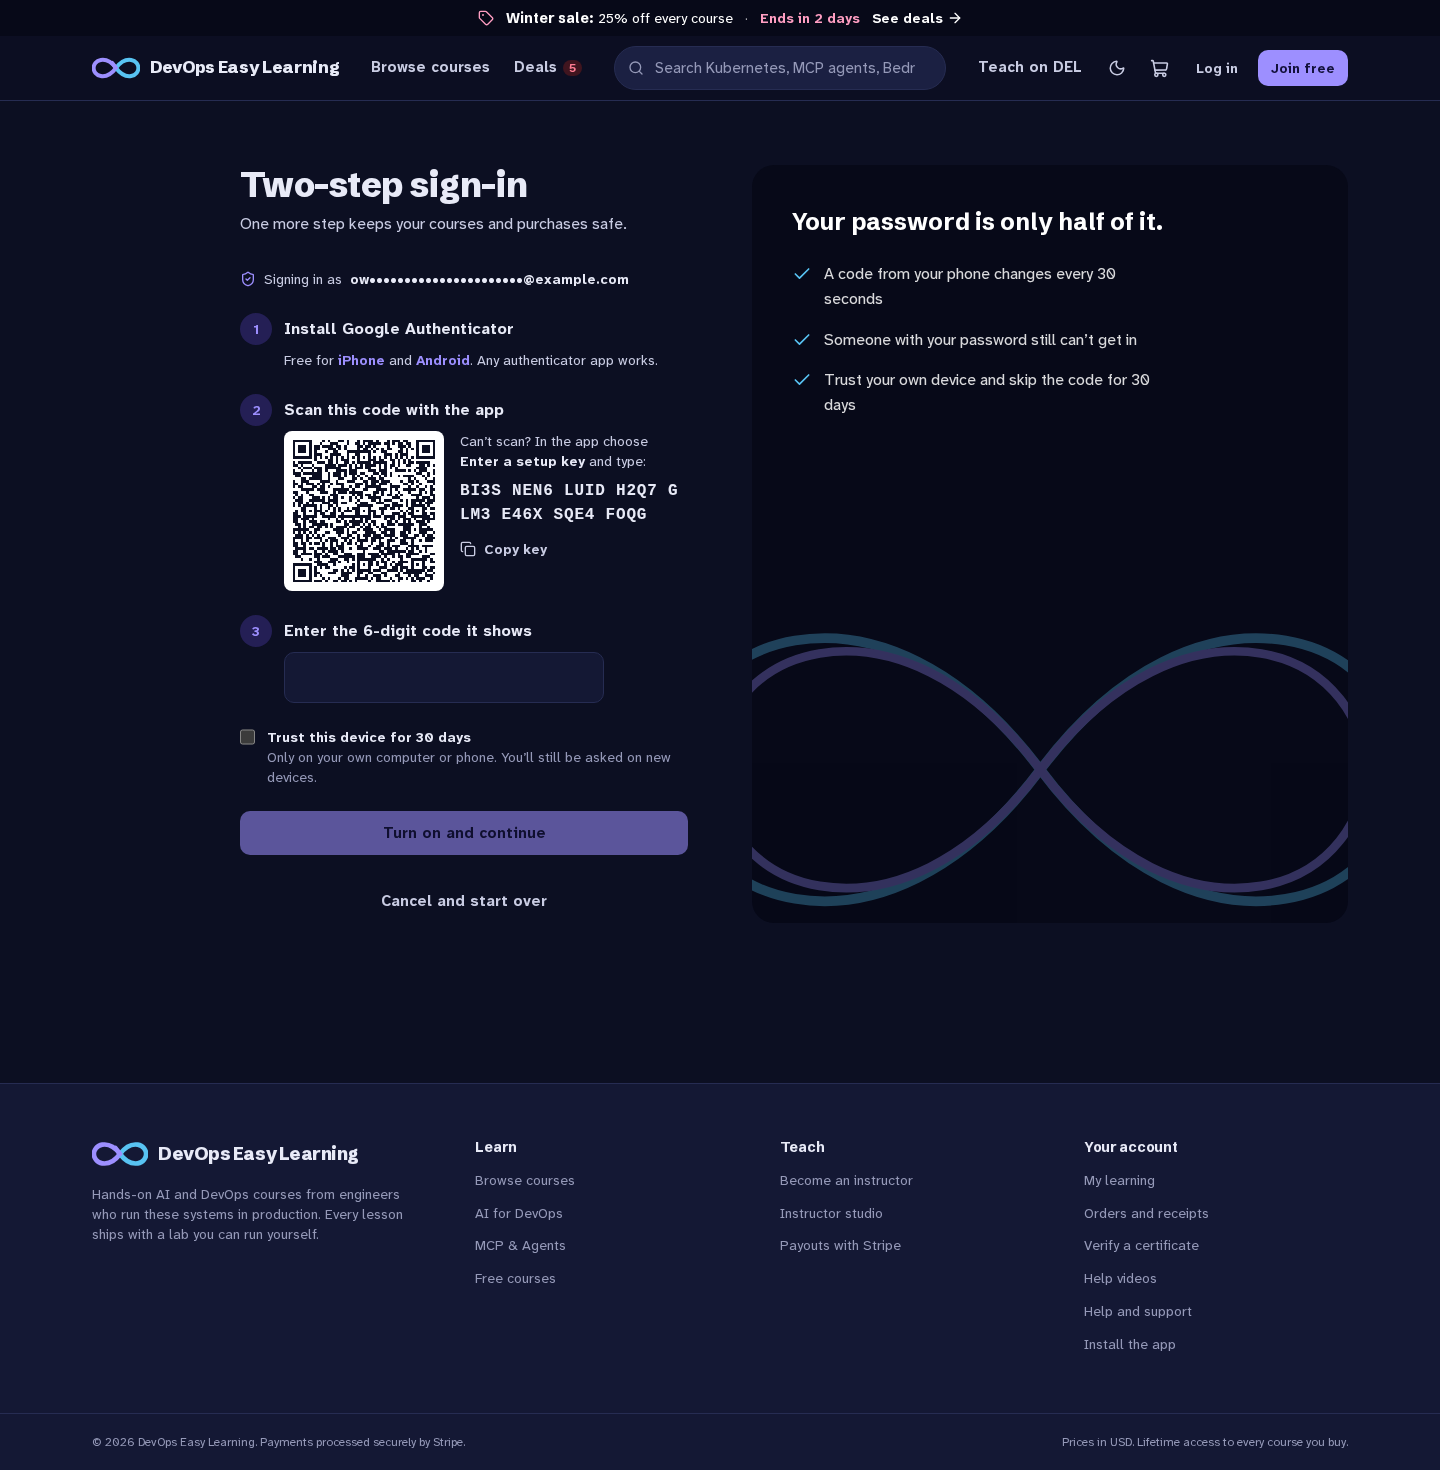 Winter sale: 25% off every course · Ends in 2 days See deals →
DevOps Easy Learning
Browse courses
Deals 5
Search Kubernetes, MCP agents, Bedr
Teach on DEL
Log in
Join free
Two-step sign-in
One more step keeps your courses and purchases safe.
Signing in as ow••••••••••••••••••••••@example.com
1 Install Google Authenticator
Free for iPhone and Android. Any authenticator app works.
2 Scan this code with the app
Can't scan? In the app choose
Enter a setup key and type:
BI3S NEN6 LUID H2Q7 G
LM3 E46X SQE4 FOQG
Copy key
3 Enter the 6-digit code it shows
Trust this device for 30 days
Only on your own computer or phone. You'll still be asked on new
devices.
Turn on and continue
Cancel and start over
Your password is only half of it.
A code from your phone changes every 30
seconds
Someone with your password still can't get in
Trust your own device and skip the code for 30
days
DevOps Easy Learning
Hands-on AI and DevOps courses from engineers
who run these systems in production. Every lesson
ships with a lab you can run yourself.
Learn
Browse courses
AI for DevOps
MCP & Agents
Free courses
Teach
Become an instructor
Instructor studio
Payouts with Stripe
Your account
My learning
Orders and receipts
Verify a certificate
Help videos
Help and support
Install the app
© 2026 DevOps Easy Learning. Payments processed securely by Stripe.
Prices in USD. Lifetime access to every course you buy.